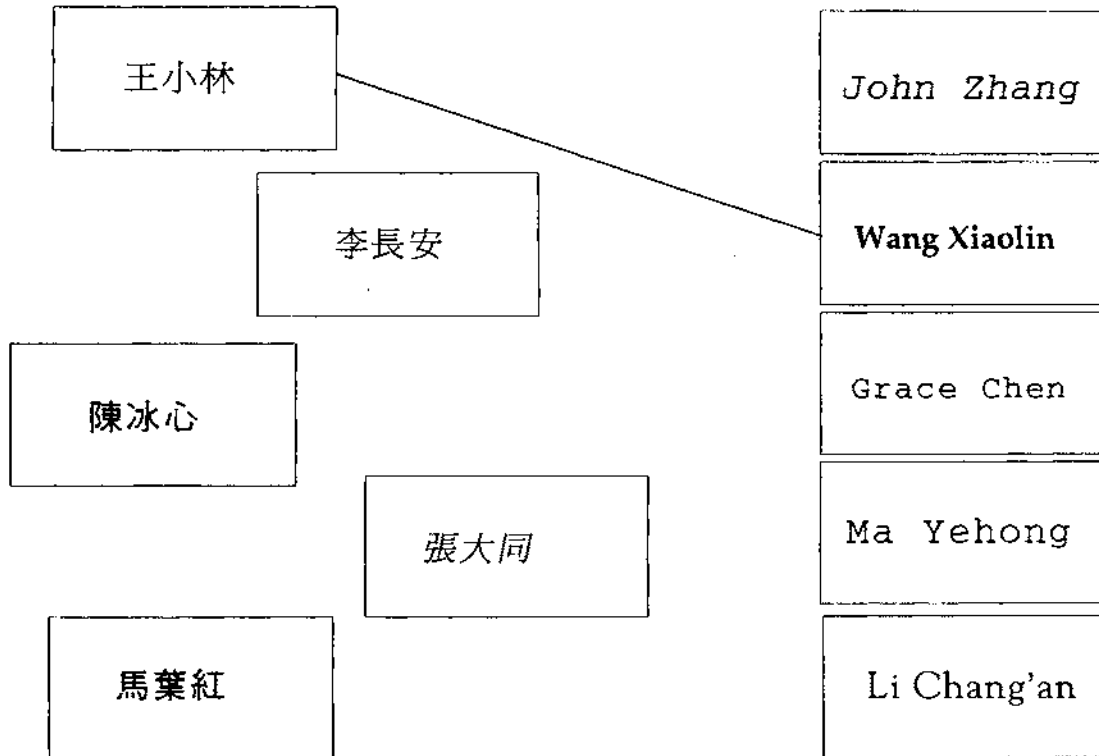 王小林
李長安
陳冰心
張大同
馬葉紅
John Zhang
Wang Xiaolin
Grace Chen
Ma Yehong
Li Chang'an